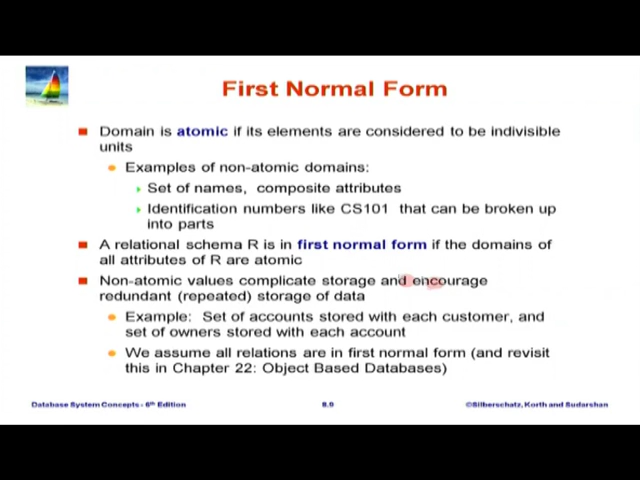 First Normal Form
Domain is atomic if its elements are considered to be indivisible
units
Examples of non-atomic domains:
Set of names, composite attributes
Identification numbers like CS101 that can be broken up
into parts
A relational schema R is in first normal form if the domains of
all attributes of R are atomic
Non-atomic values complicate storage and encourage
redundant (repeated) storage of data
Example: Set of accounts stored with each customer, and
set of owners stored with each account
We assume all relations are in first normal form (and revisit
this in Chapter 22: Object Based Databases)
Database System Concepts - 6th Edition
8.9
©Silberschatz, Korth and Sudarshan